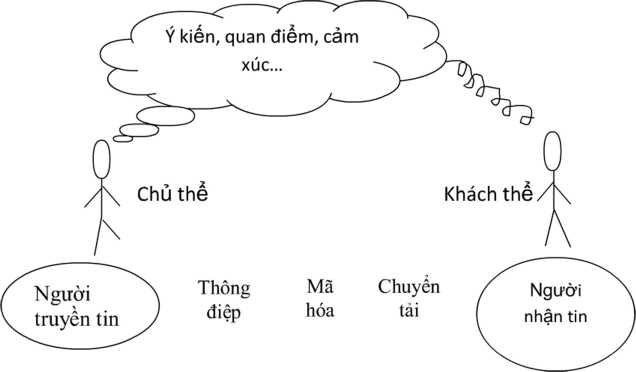 Ý kiến, quan điểm, cảm
xúc...
Chủ thể
Khách thể
Người
truyền tin
Thông
điệp
Mã
hóa
Chuyển
tải
Người
nhận tin